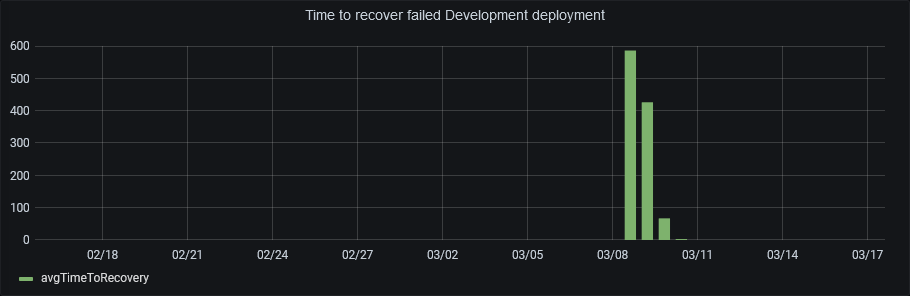 Time to recover failed Development deployment
600
500
400
300
200
100
0
02/18 02/21 02/24 02/27 03/02 03/05 03/08 03/11 03/14 03/17
avgTimeToRecovery